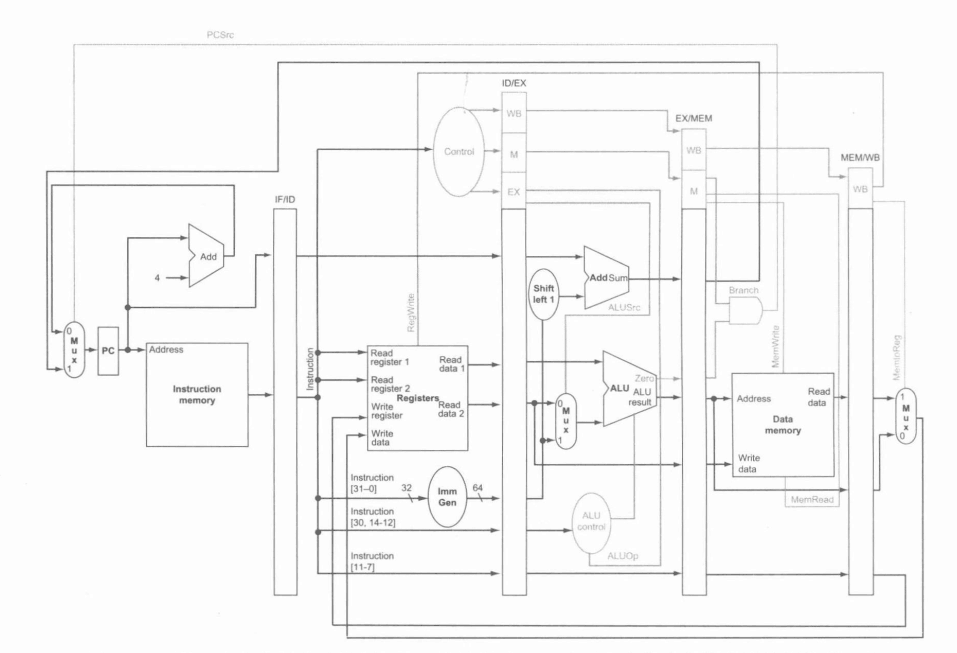 PCSrc
ID/EX
WB
EX/MEM
Control
M
WB
MEM/WB
EX
M
WB
IF/ID
Add
4
Add Sum
Shift
left 1
Branch
ALUSrc
RegWrite
MemWrite
MemtoReg
0
M
u
x
1
PC
Address
Instruction
memory
Instruction
Read
register 1
Read
data 1
Read
register 2
Registers
Read
data 2
Write
register
Write
data
Zero
ALU
ALU
result
0
M
u
x
1
Address
Read
data
Data
memory
Write
data
1
M
u
x
0
MemRead
Instruction
[31–0]
32
Imm
Gen
64
Instruction
[30, 14-12]
ALU
control
ALUOp
Instruction
[11-7]